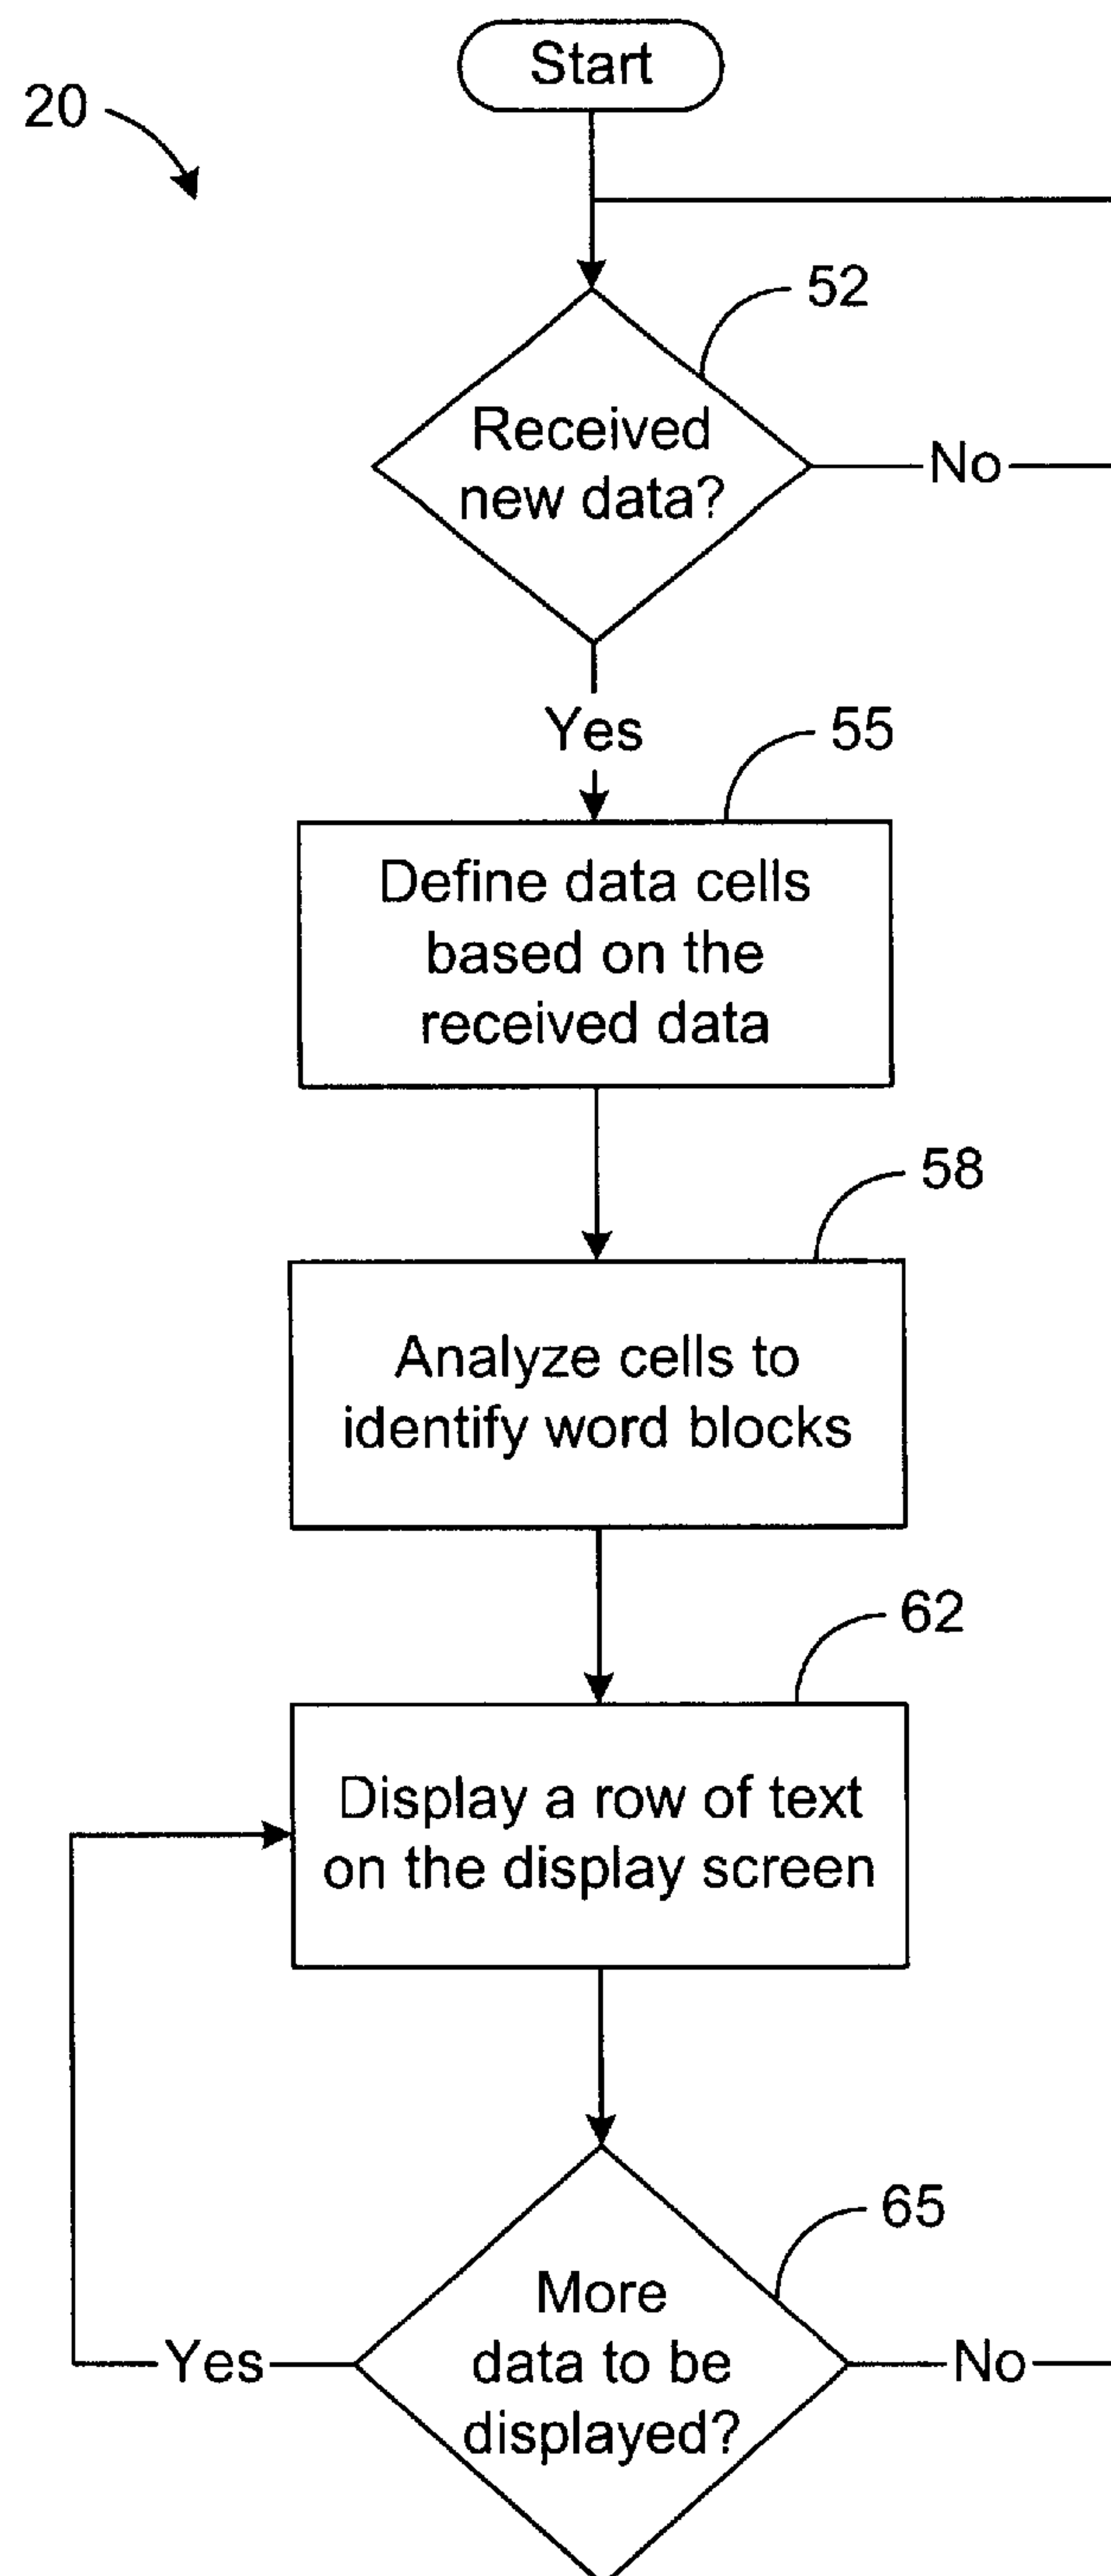 Start
20
52
Received
new data?
No
Yes
55
Define data cells
based on the
received data
58
Analyze cells to
identify word blocks
62
Display a row of text
on the display screen
65
More
data to be
displayed?
Yes
No